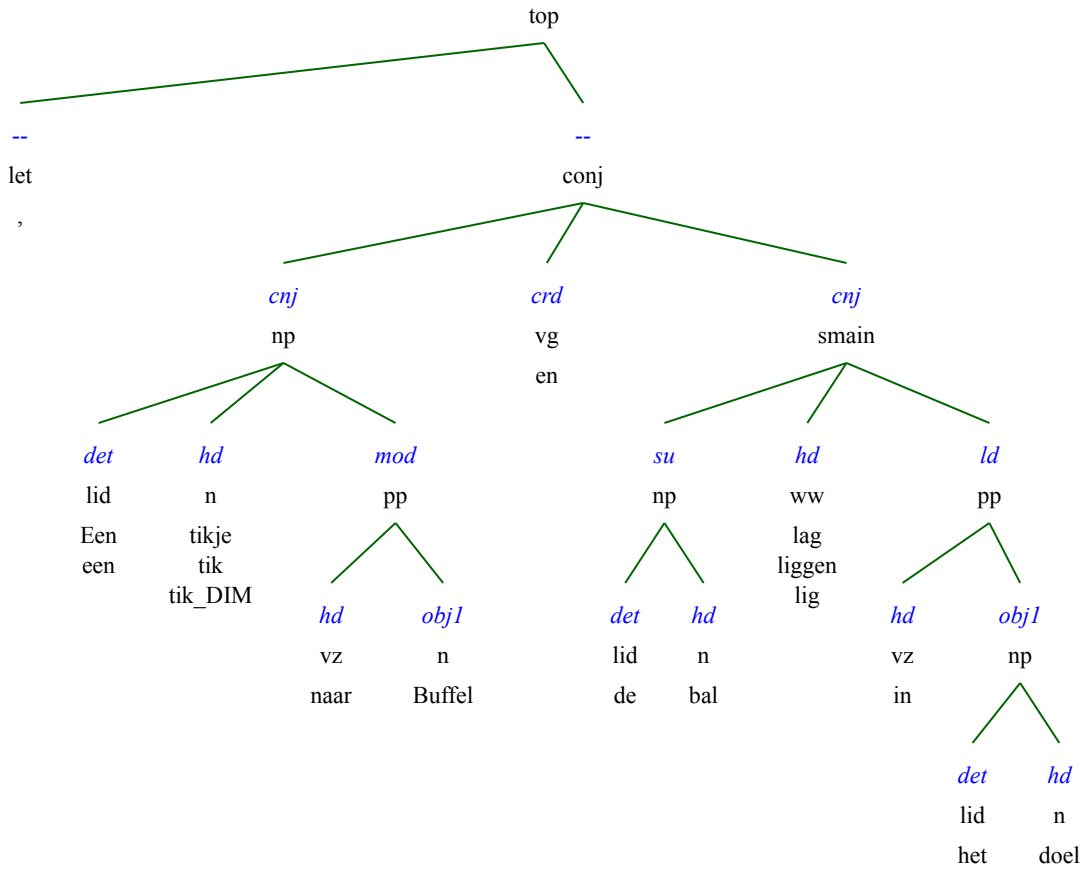 top
-- --
let conj
,
cnj crd cnj
np vg smain
en
det hd mod su hd ld
lid n pp np ww pp
Een tikje lag
een tik liggen
tik_DIM lig
hd obj1 det hd hd obj1
vz n lid n vz np
naar Buffel de bal in
det hd
lid n
het doel